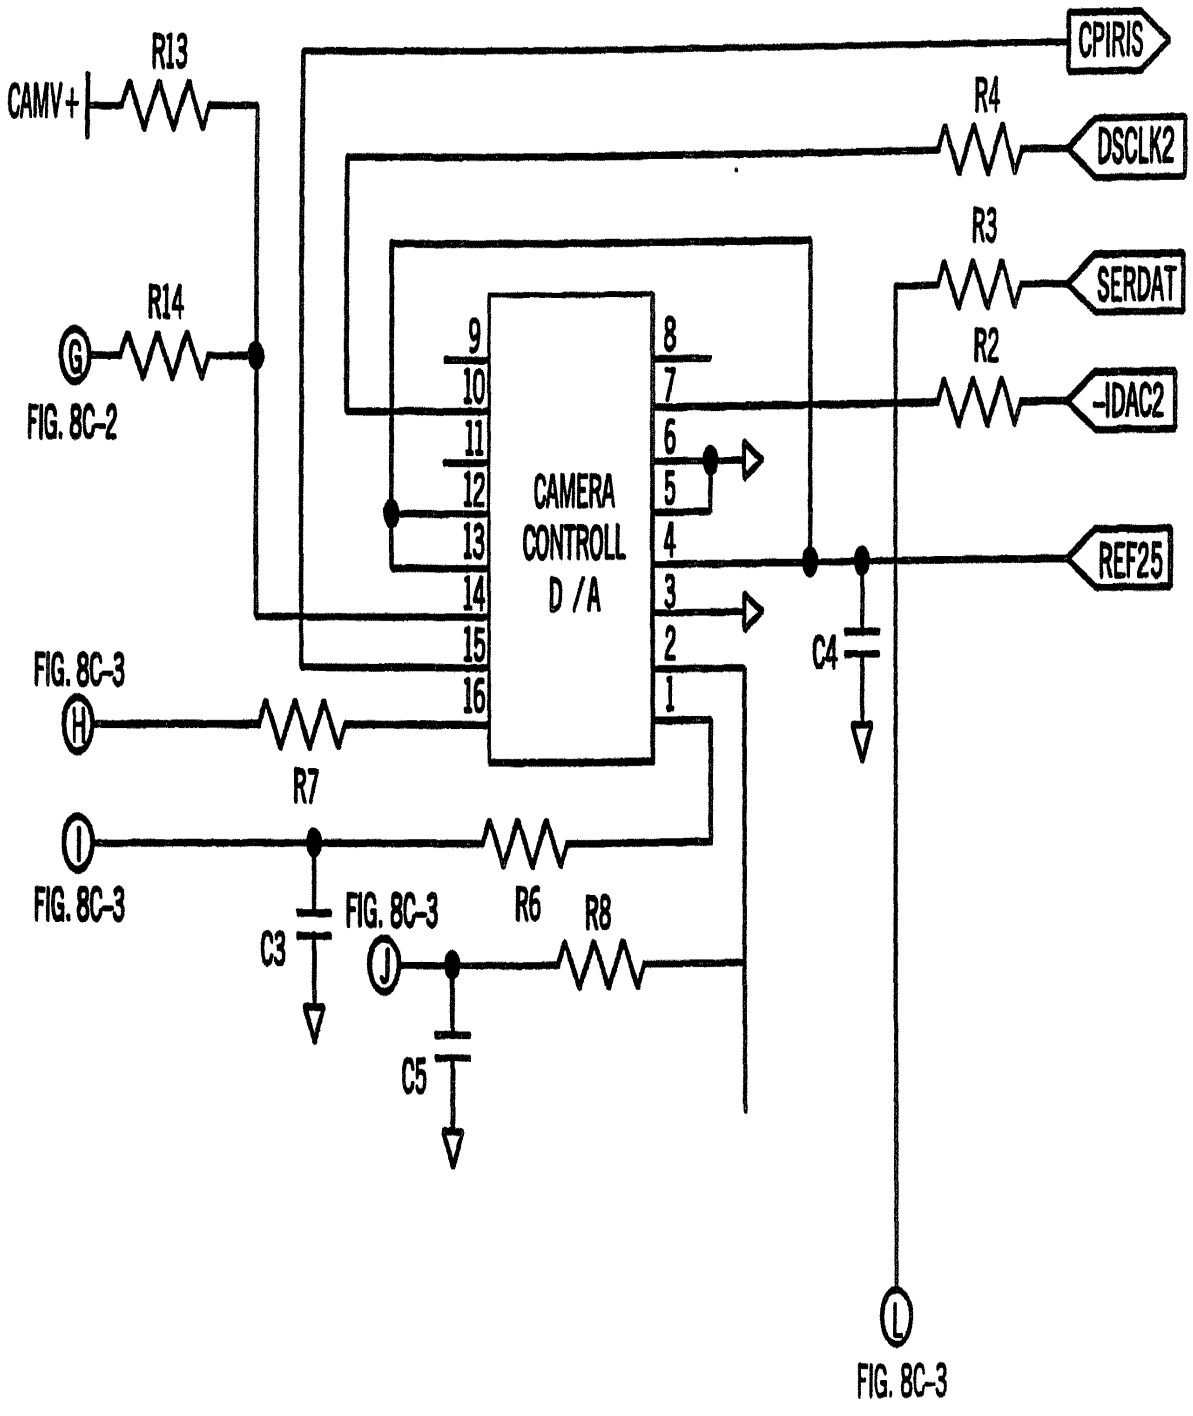 CPIRIS
R13
CAMV+
R4
DSCLK2
R3
SERDAT
R14
G
FIG. 8C-2
R2
-IDAC2
9
10
11
12
13
14
15
16
8
7
6
5
4
3
2
1
CAMERA
CONTROLL
D /A
REF25
C4
FIG. 8C-3
H
R7
I
FIG. 8C-3
R6
C3
FIG. 8C-3
J
R8
C5
L
FIG. 8C-3